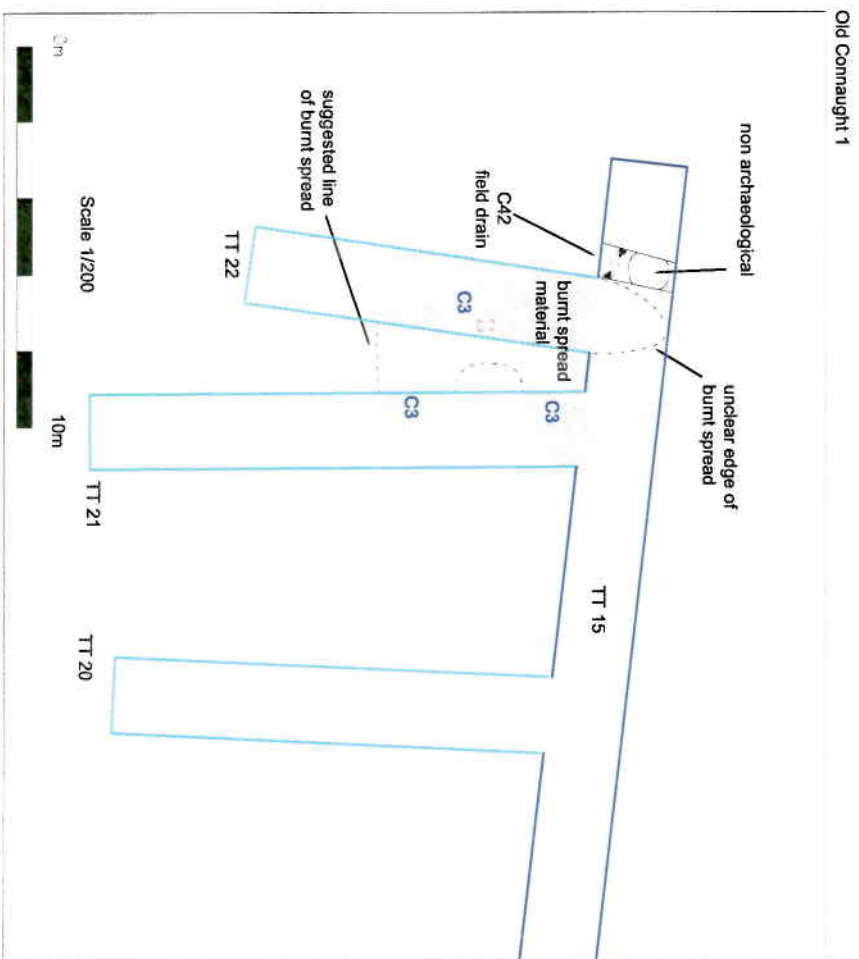 Old Connaught 1
non archaeological
unclear edge of
burnt spread
C42
field drain
TT 15
burnt spread
material
C3
C3
C3
suggested line
of burnt spread
TT 22
TT 21
TT 20
0m
10m
Scale 1/200